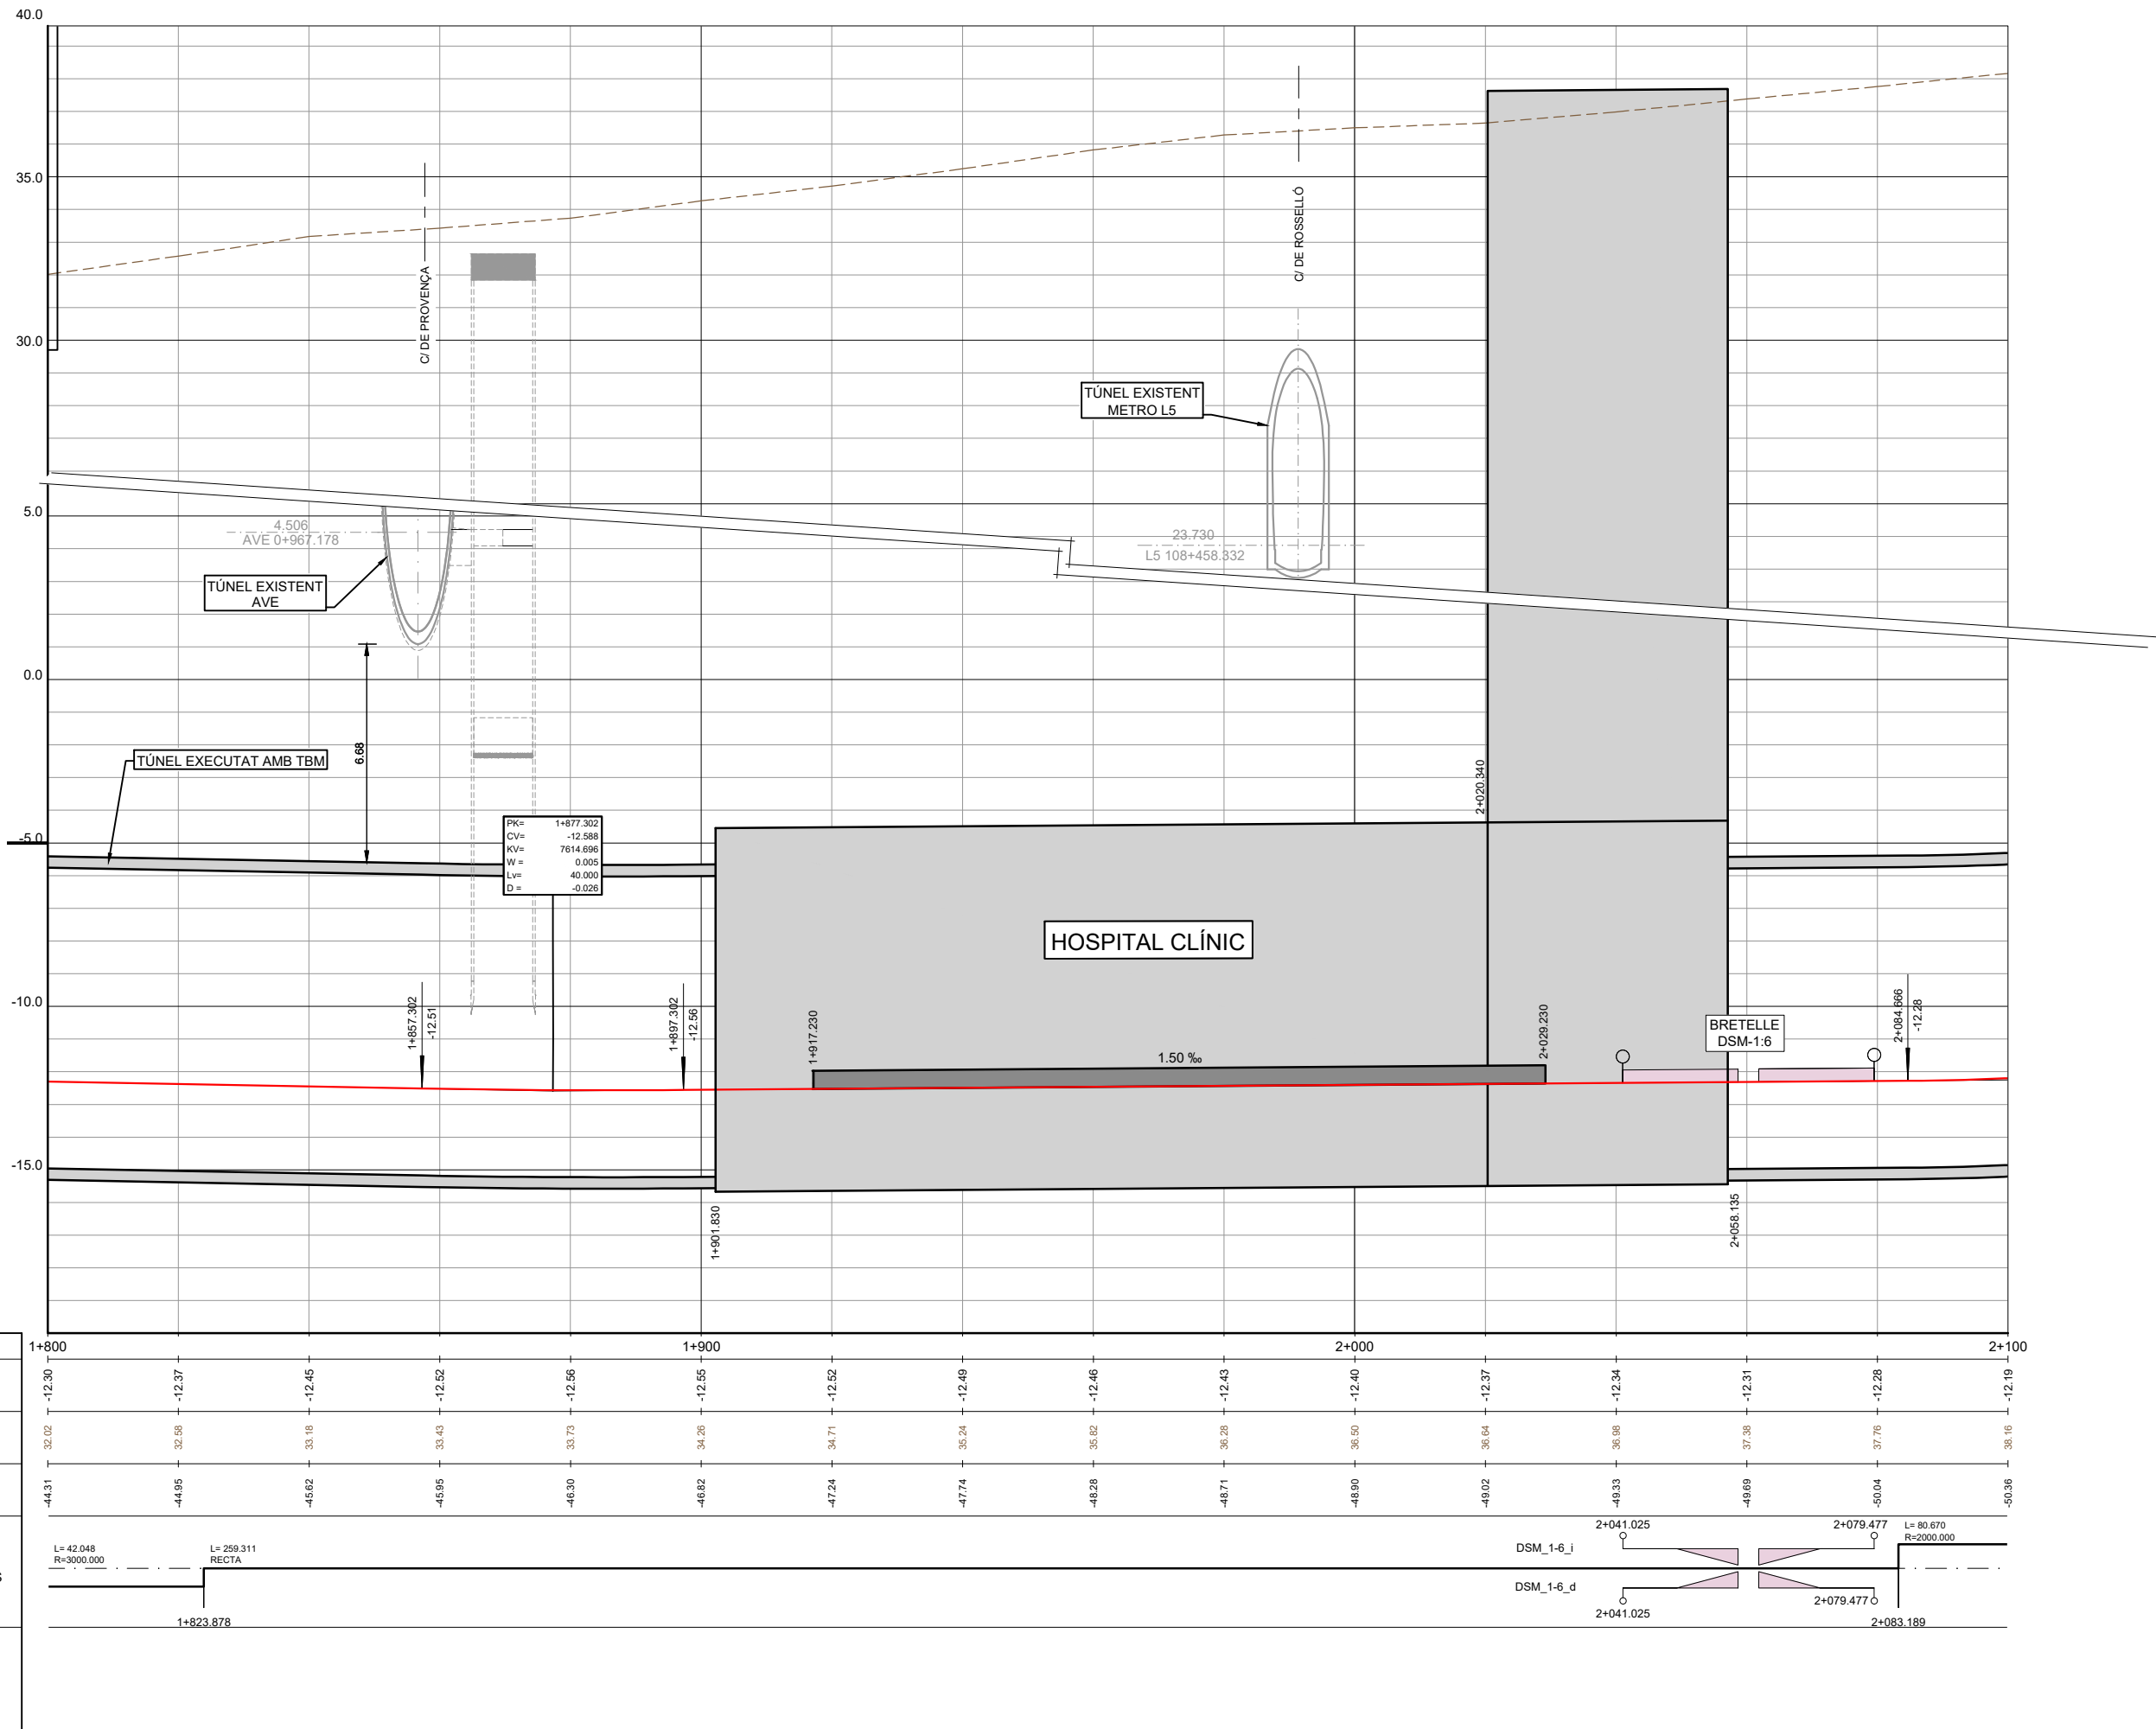 40.0
35.0
30.0
5.0
0.0
-5.0
-10.0
-15.0
C/ DE PROVENÇA
C/ DE ROSSELLÓ
TÚNEL EXISTENT
METRO L5
4.506
AVE 0+967.178
23.730
L5 108+458.332
TÚNEL EXISTENT
AVE
6.68
TÚNEL EXECUTAT AMB TBM
2+020.340
PK= 1+877.302
CV= -12.588
KV= 7614.696
W = 0.005
Lv= 40.000
D = -0.026
HOSPITAL CLÍNIC
1+857.302
-12.51
1+897.302
-12.56
1+917.230
1.50 ‰
2+029.230
BRETELLE
DSM-1:6
2+084.666
-12.28
1+901.830
2+058.135
1+800 1+900 2+000 2+100
-12.30 -12.37 -12.45 -12.52 -12.56 -12.55 -12.52 -12.49 -12.46 -12.43 -12.40 -12.37 -12.34 -12.31 -12.28 -12.19
32.02 32.58 33.18 33.43 33.73 34.26 34.71 35.24 35.82 36.28 36.50 36.64 36.98 37.38 37.76 38.16
-44.31 -44.95 -45.62 -45.95 -46.30 -46.82 -47.24 -47.74 -48.28 -48.71 -48.90 -49.02 -49.33 -49.69 -50.04 -50.36
L= 42.048
R=3000.000
L= 259.311
RECTA
2+041.025 2+079.477
L= 80.670
R=2000.000
DSM_1-6_i
DSM_1-6_d
2+041.025 2+079.477
1+823.878 2+083.189